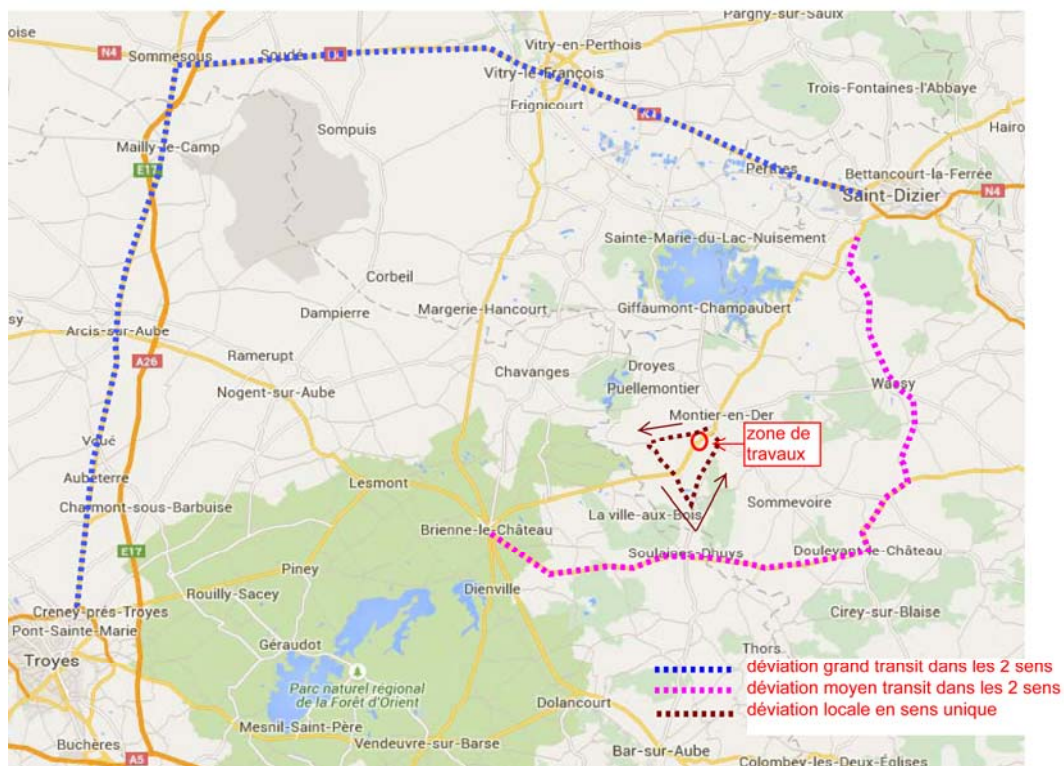 Pargny-sur-Saulx
oise
N4
Soudé
N4
Vitry-en-Perthois
Sommesous
Vitry-le-François
Trois-Fontaines-l'Abbaye
Frignicourt
N4
Sompuis
Hairo
Mailly-le-Camp
E17
Perthes
Bettancourt-la-Ferrée
Saint-Dizier
N4
Sainte-Marie-du-Lac-Nuisement
Corbeil
Margerie-Hancourt
Giffaumont-Champaubert
Dampierre
sy
Arcis-sur-Aube
Ramerupt
A26
Droyes
Chavanges
Puellemontier
Wassy
Nogent-sur-Aube
Montier-en-Der
zone de
travaux
Voué
Aubeterre
Lesmont
Sommevoire
Charmont-sous-Barbuise
La ville-aux-Bois
Brienne-le-Château
E17
Soulaines-Dhuys
Doulevant-le-Château
Piney
Rouilly-Sacey
Dienville
Creney-près-Troyes
Pont-Sainte-Marie
Cirey-sur-Blaise
Géraudot
Troyes
Thors
Parc naturel régional
de la Forêt d'Orient
déviation grand transit dans les 2 sens
déviation moyen transit dans les 2 sens
déviation locale en sens unique
Dolancourt
Mesnil-Saint-Père
Buchères
Vendeuvre-sur-Barse
Bar-sur-Aube
A5
Colombey-les-Deux-Églises